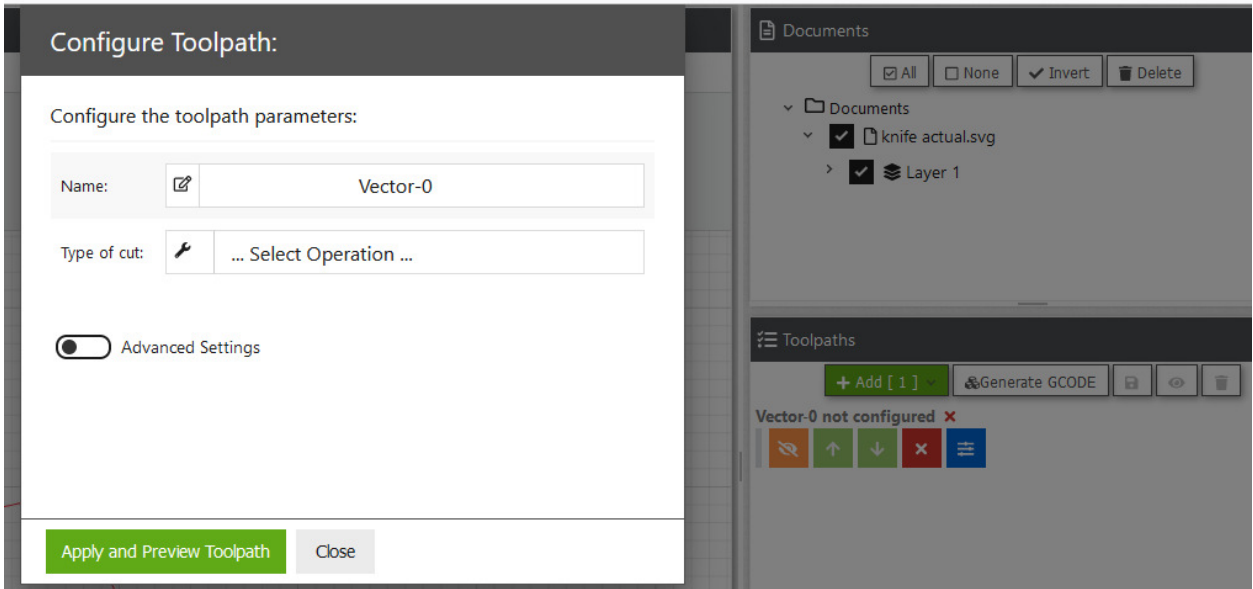 Configure Toolpath:
Configure the toolpath parameters:
Name:
Vector-0
Type of cut:
... Select Operation ...
Advanced Settings
Apply and Preview Toolpath
Close
Documents
All
None
Invert
Delete
Documents
knife actual.svg
Layer 1
Toolpaths
Add [ 1 ]
Generate GCODE
Vector-0 not configured